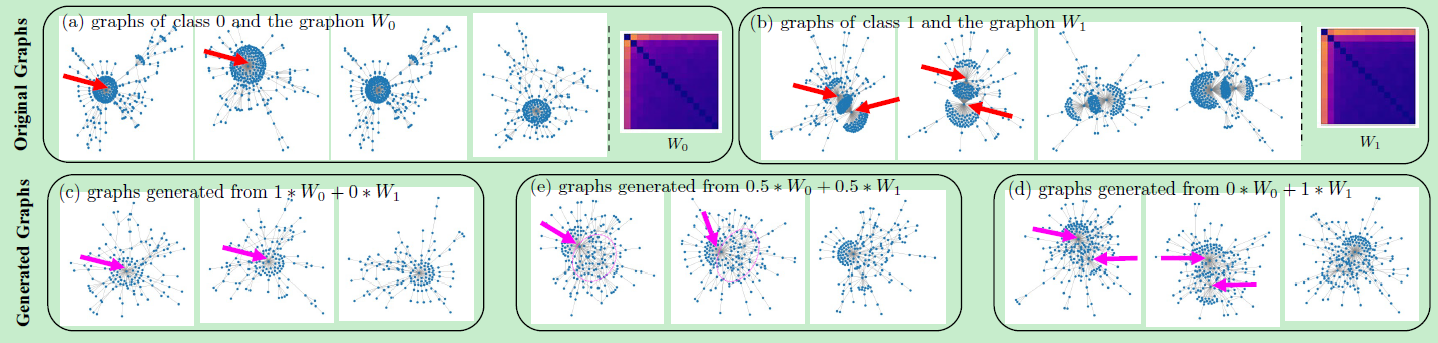 Original Graphs
(a) graphs of class 0 and the graphon W₀
W₀
(b) graphs of class 1 and the graphon W₁
W₁
Generated Graphs
(c) graphs generated from 1 ∗ W₀ + 0 ∗ W₁
(e) graphs generated from 0.5 ∗ W₀ + 0.5 ∗ W₁
(d) graphs generated from 0 ∗ W₀ + 1 ∗ W₁